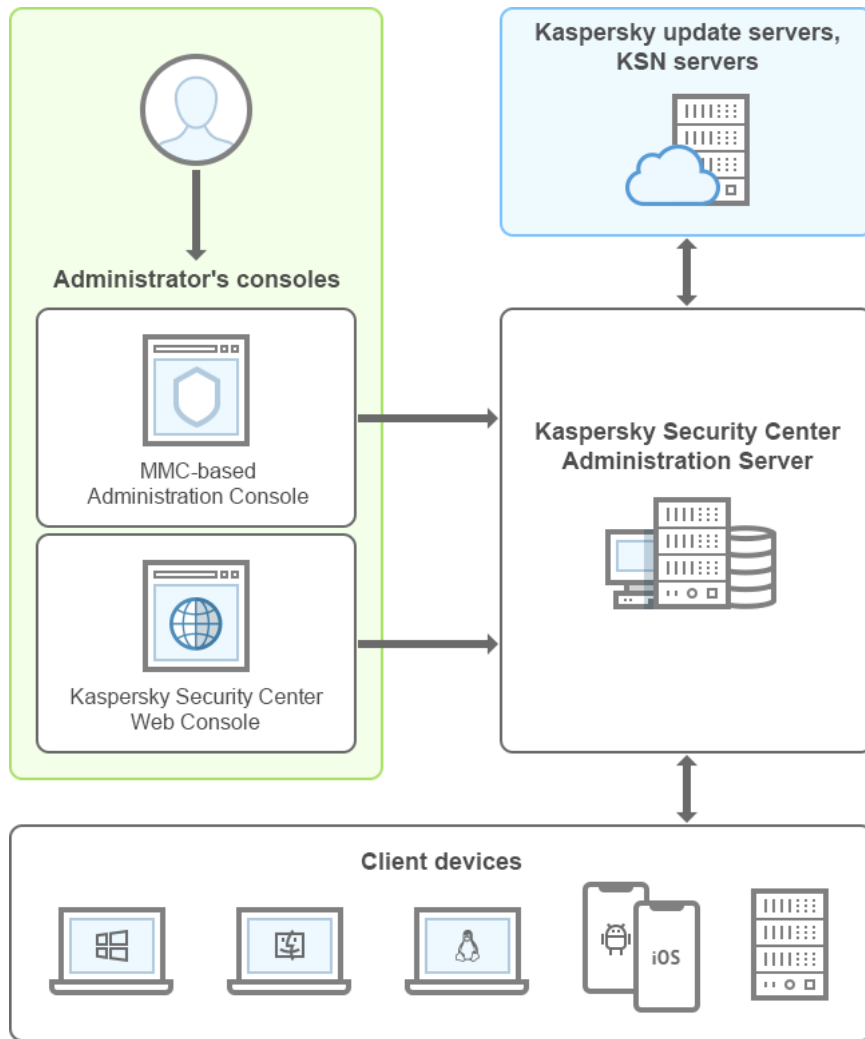 Kaspersky update servers,
KSN servers
Administrator's consoles
MMC-based
Administration Console
Kaspersky Security Center
Web Console
Kaspersky Security Center
Administration Server
Client devices
iOS